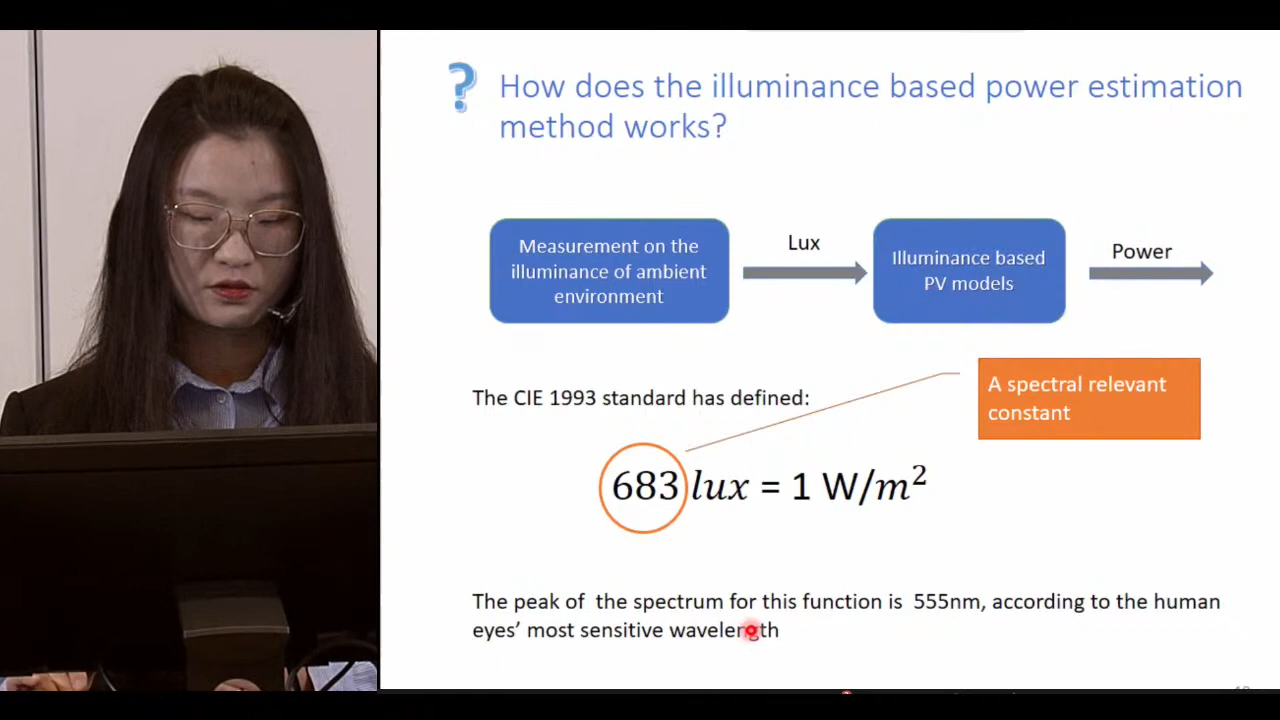 How does the illuminance based power estimation
method works?
Measurement on the
illuminance of ambient
environment
Lux
Illuminance based
PV models
Power
A spectral relevant
constant
The CIE 1993 standard has defined:
683 lux = 1 W/m²
The peak of the spectrum for this function is 555nm, according to the human
eyes’ most sensitive wavelength